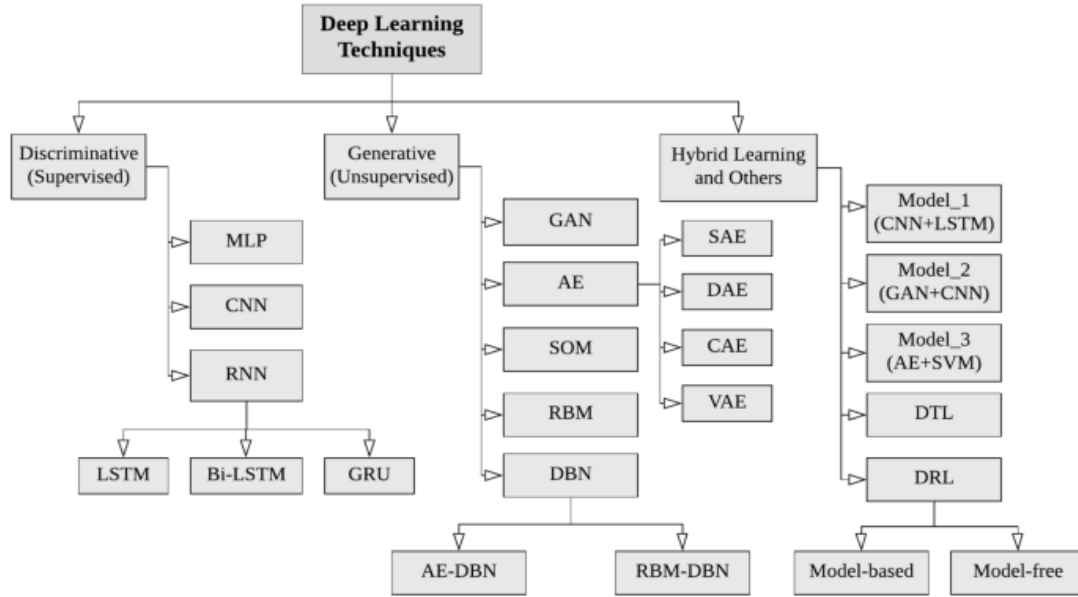 Deep Learning
Techniques
Discriminative
(Supervised)
Generative
(Unsupervised)
Hybrid Learning
and Others
MLP
CNN
RNN
LSTM
Bi-LSTM
GRU
GAN
AE
SOM
RBM
DBN
SAE
DAE
CAE
VAE
AE-DBN
RBM-DBN
Model_1
(CNN+LSTM)
Model_2
(GAN+CNN)
Model_3
(AE+SVM)
DTL
DRL
Model-based
Model-free